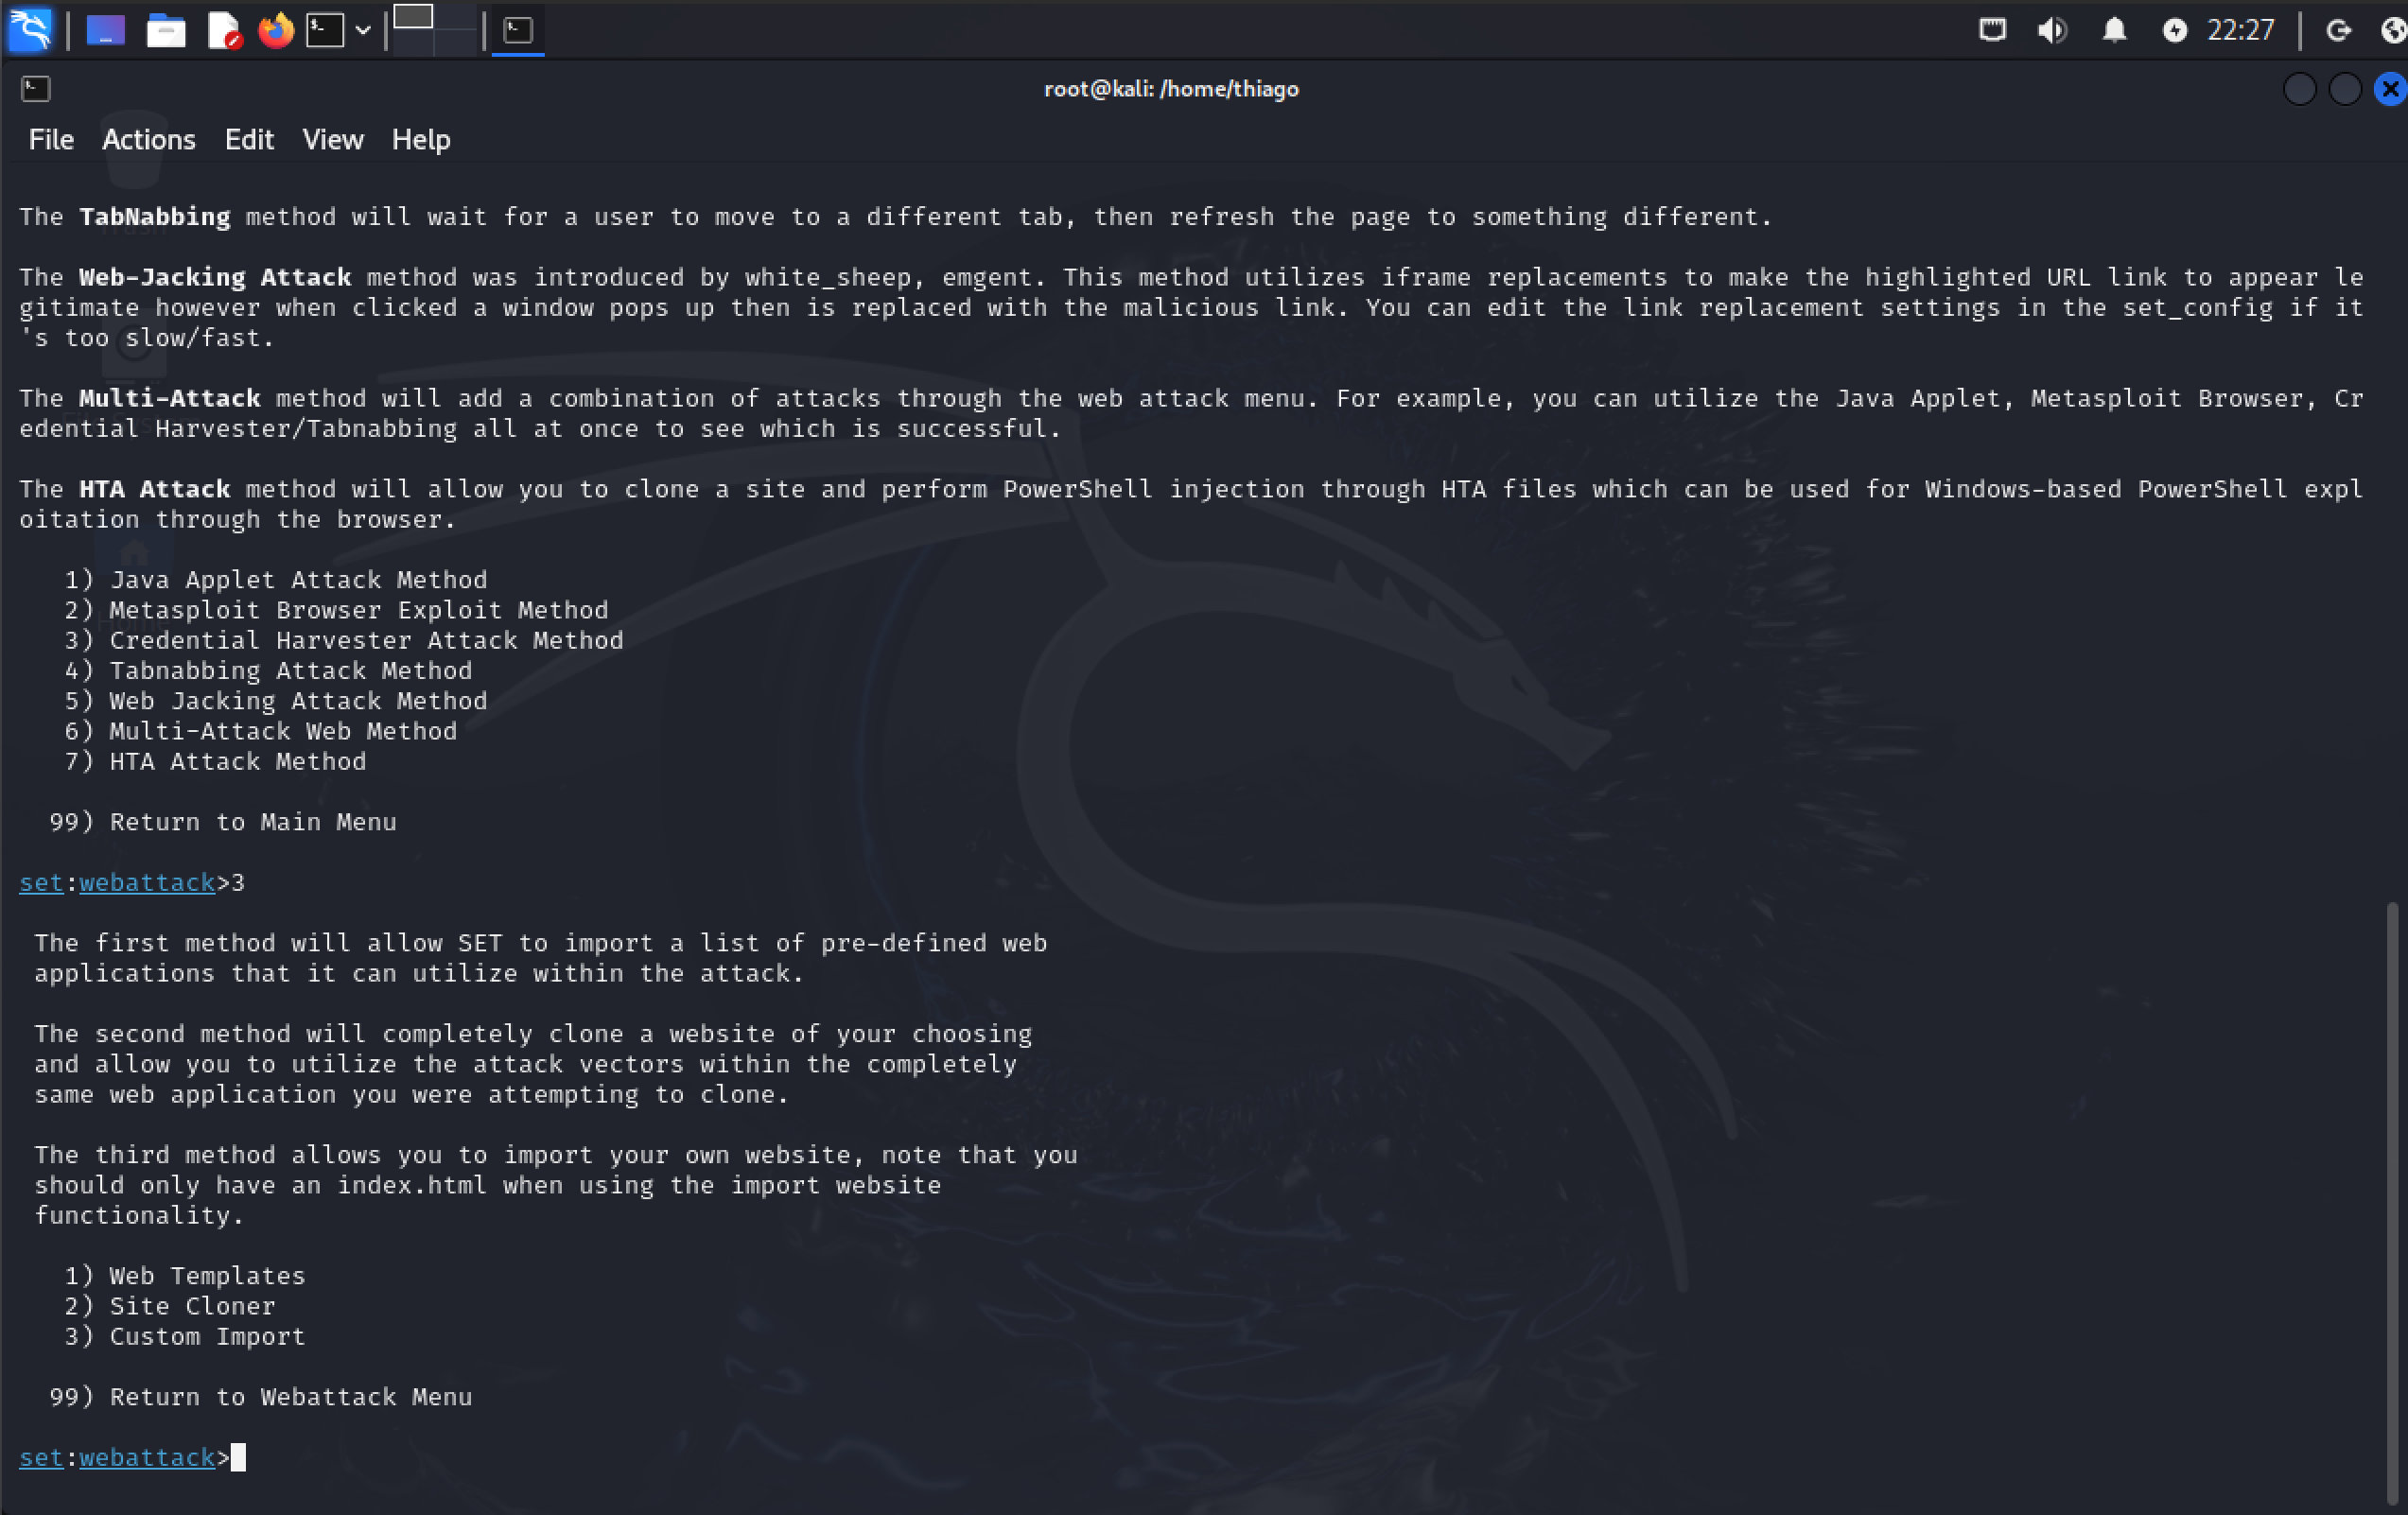 22:27
root@kali: /home/thiago
File Actions Edit View Help
The TabNabbing method will wait for a user to move to a different tab, then refresh the page to something different.
The Web-Jacking Attack method was introduced by white_sheep, emgent. This method utilizes iframe replacements to make the highlighted URL link to appear le
gitimate however when clicked a window pops up then is replaced with the malicious link. You can edit the link replacement settings in the set_config if it
's too slow/fast.
The Multi-Attack method will add a combination of attacks through the web attack menu. For example, you can utilize the Java Applet, Metasploit Browser, Cr
edential Harvester/Tabnabbing all at once to see which is successful.
The HTA Attack method will allow you to clone a site and perform PowerShell injection through HTA files which can be used for Windows-based PowerShell expl
oitation through the browser.
1) Java Applet Attack Method
2) Metasploit Browser Exploit Method
3) Credential Harvester Attack Method
4) Tabnabbing Attack Method
5) Web Jacking Attack Method
6) Multi-Attack Web Method
7) HTA Attack Method
99) Return to Main Menu
set:webattack>3
The first method will allow SET to import a list of pre-defined web
applications that it can utilize within the attack.
The second method will completely clone a website of your choosing
and allow you to utilize the attack vectors within the completely
same web application you were attempting to clone.
The third method allows you to import your own website, note that you
should only have an index.html when using the import website
functionality.
1) Web Templates
2) Site Cloner
3) Custom Import
99) Return to Webattack Menu
set:webattack>